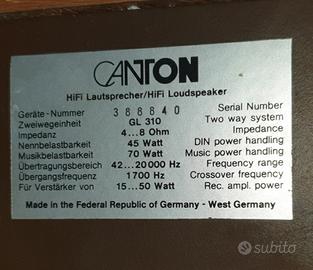 CANTON
HiFi Lautsprecher/HiFi Loudspeaker
Geräte-Nummer 388840 Serial Number
Zweiwegeinheit GL 310 Two way system
Impedanz 4...8 Ohm Impedance
Nennbelastbarkeit 45 Watt DIN power handling
Musikbelastbarkeit 70 Watt Music power handling
Übertragungsbereich 42...20000 Hz Frequency range
Übergangsfrequenz 1700 Hz Crossover frequency
Für Verstärker von 15...50 Watt Rec. ampl. power
Made in the Federal Republic of Germany - West Germany
subito